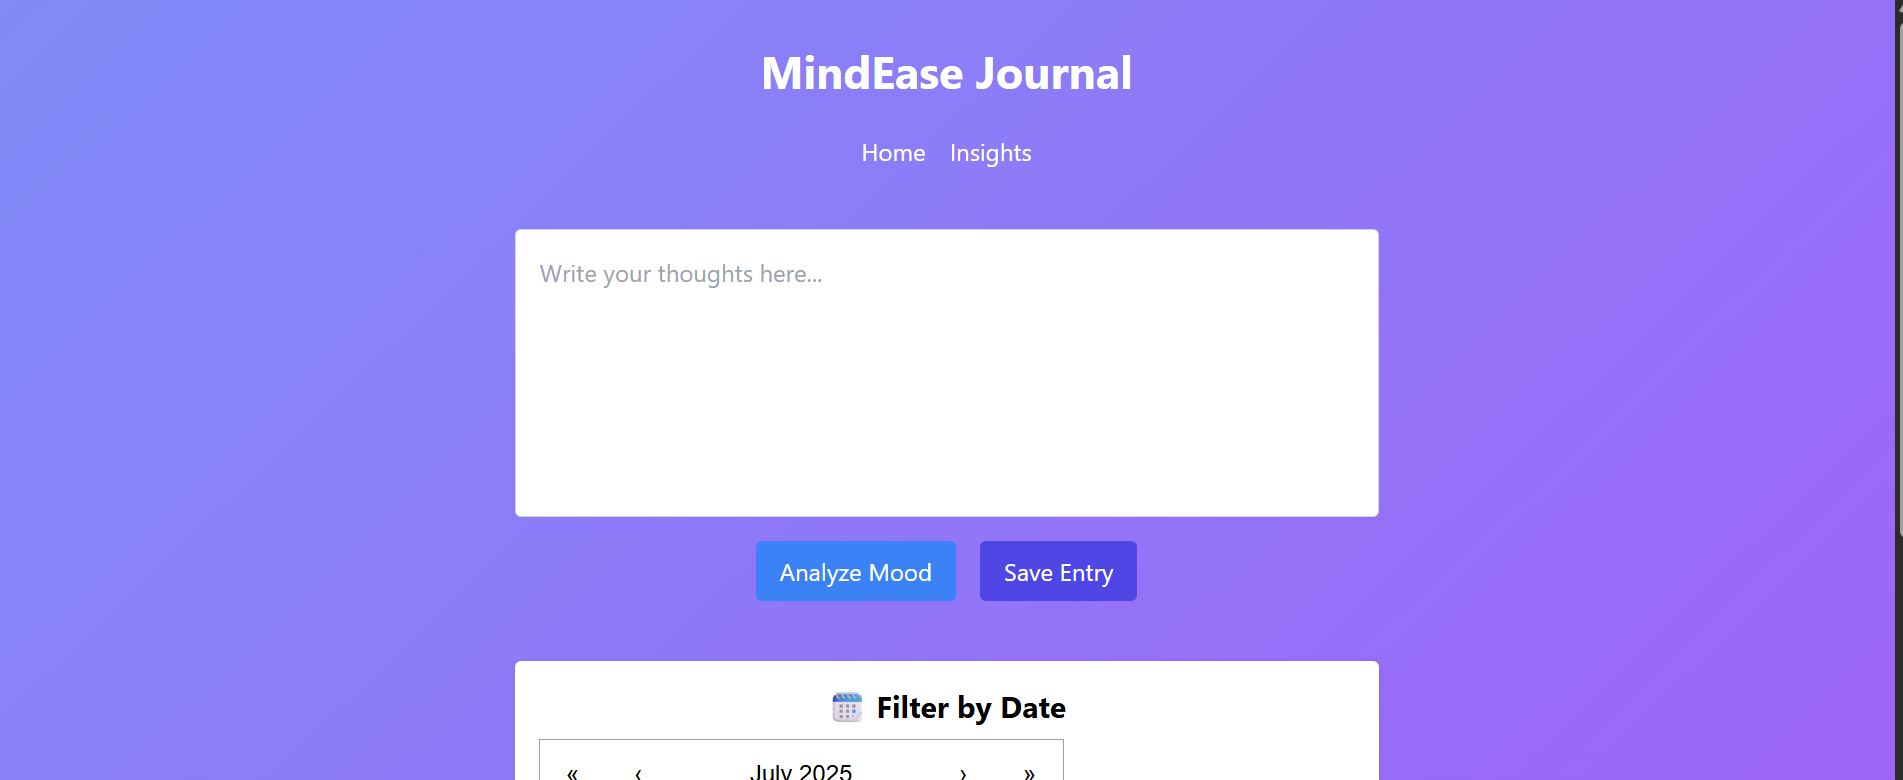 MindEase Journal
Home Insights
Write your thoughts here...
Analyze Mood Save Entry
Filter by Date
« ‹ July 2025 › »